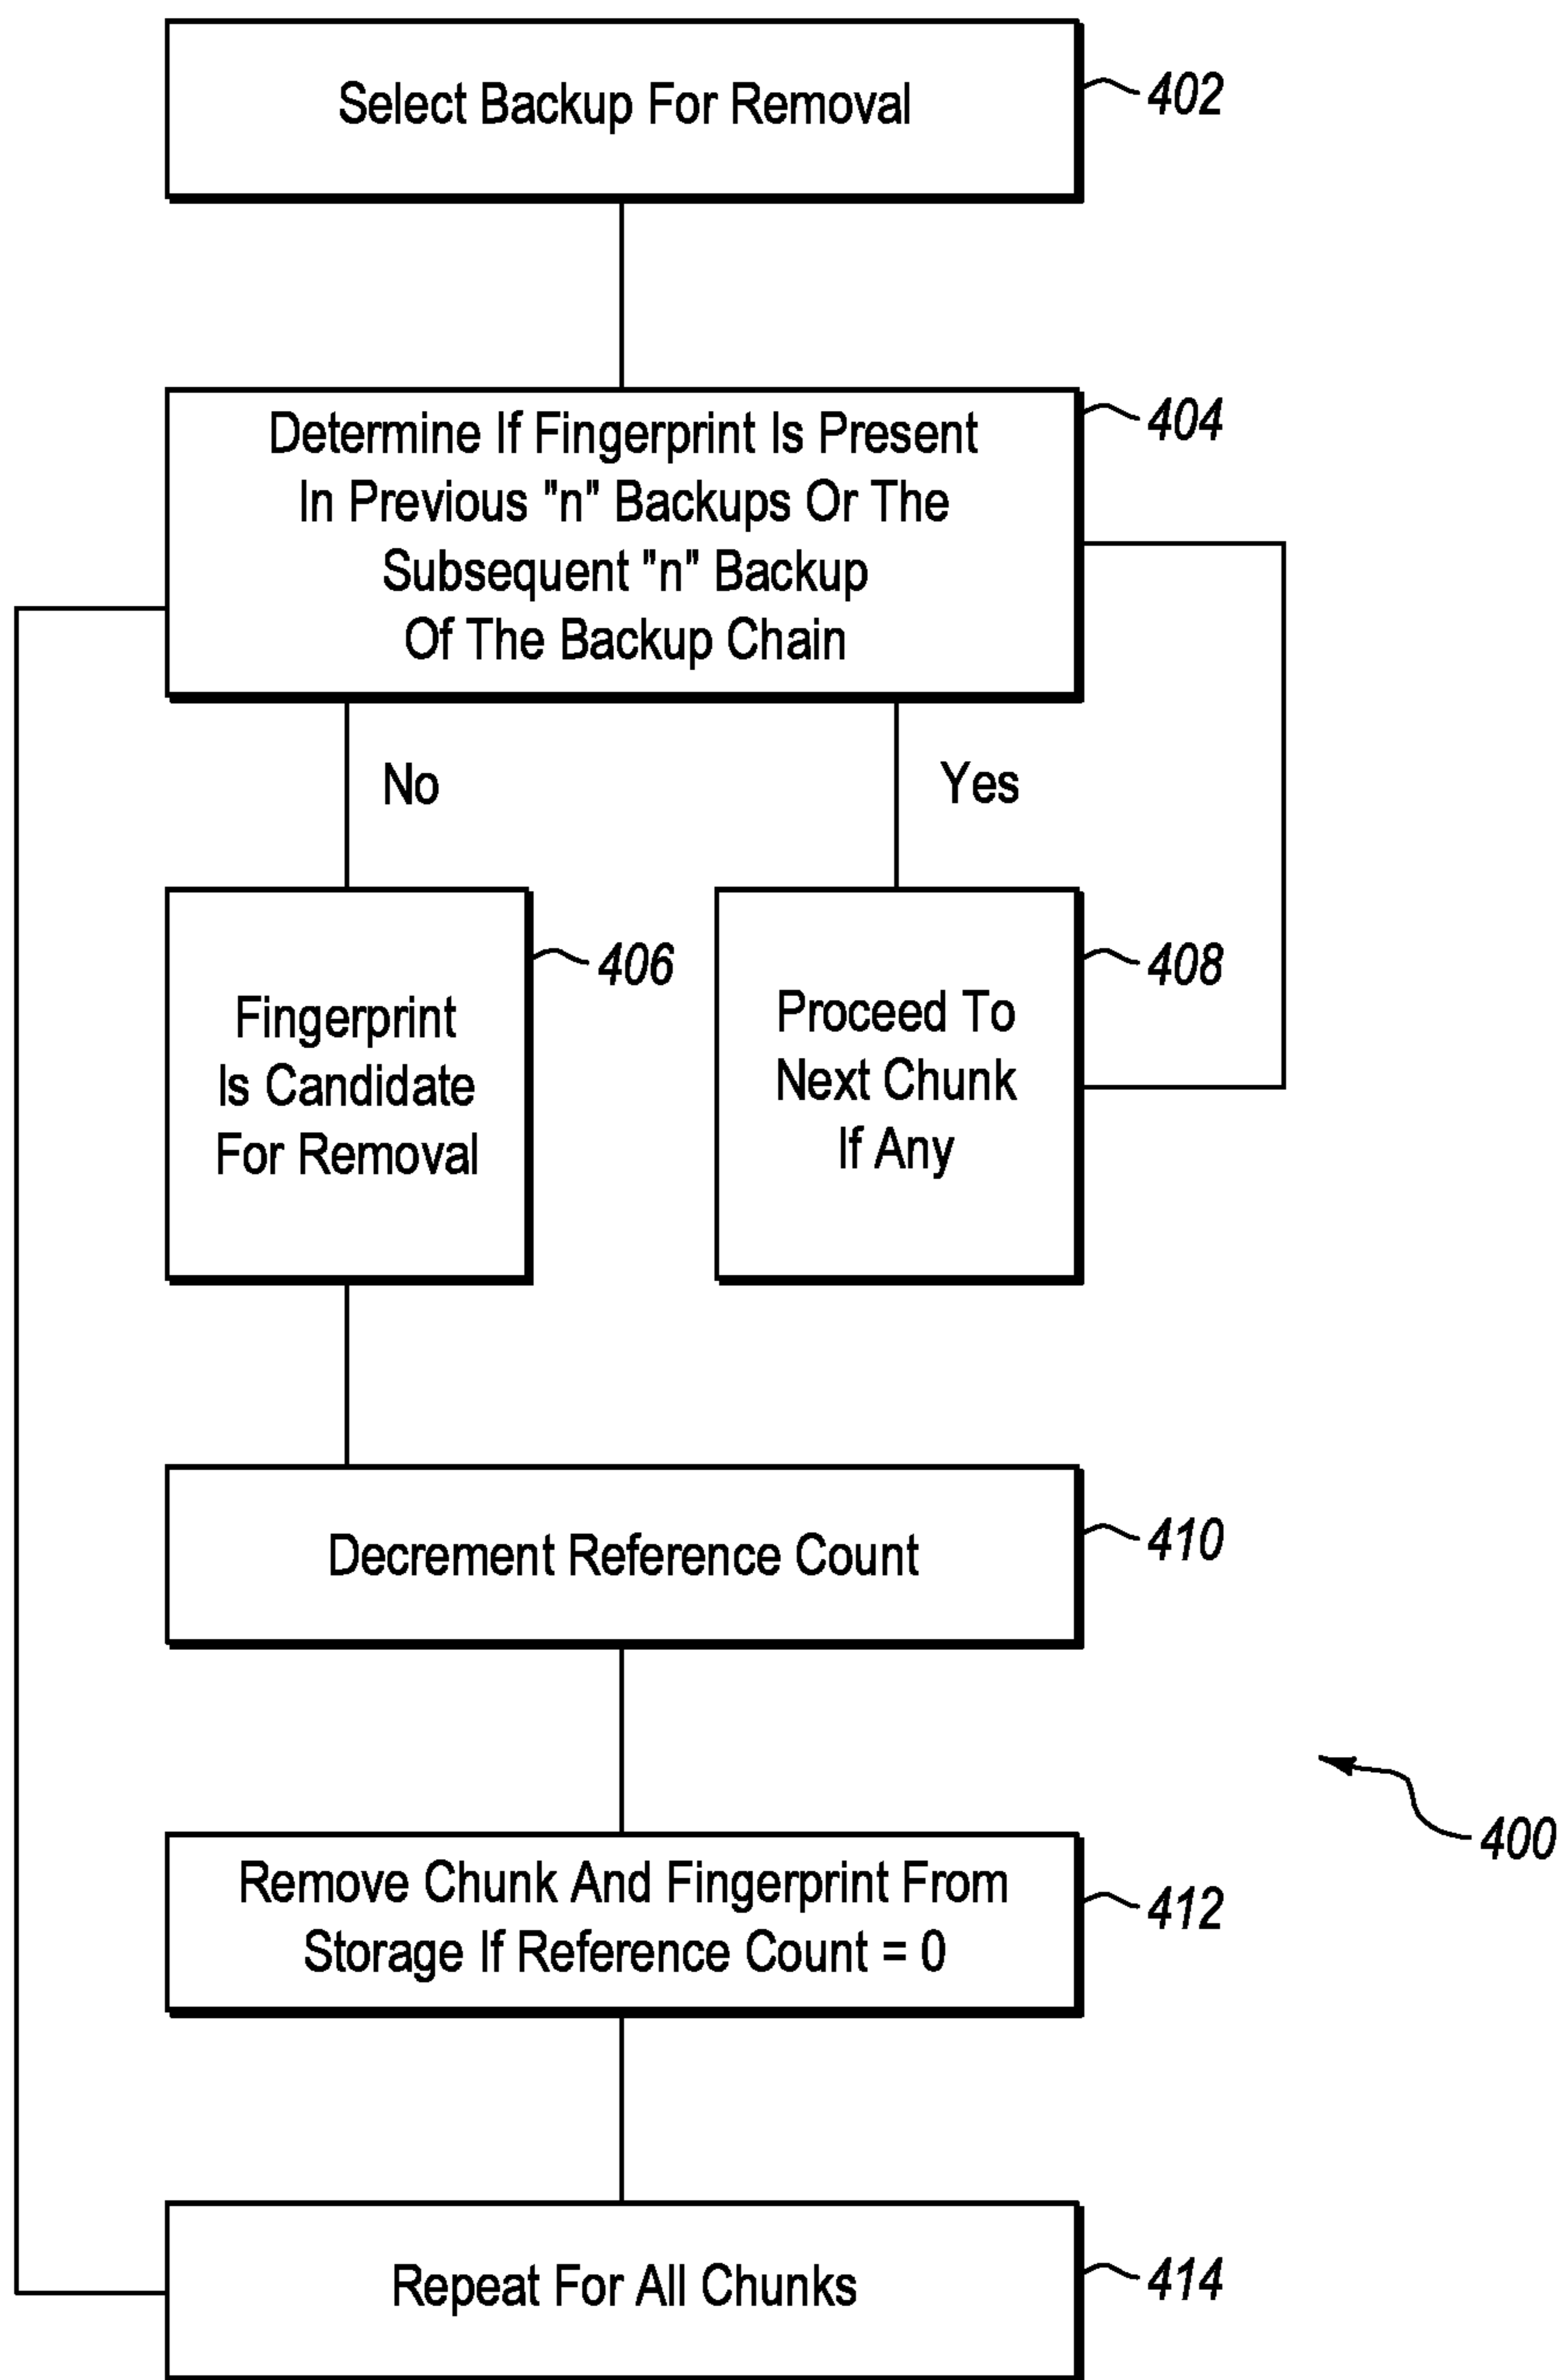 Select Backup For Removal
402
Determine If Fingerprint Is Present
In Previous "n" Backups Or The
Subsequent "n" Backup
Of The Backup Chain
404
No
Yes
Fingerprint
Is Candidate
For Removal
406
Proceed To
Next Chunk
If Any
408
Decrement Reference Count
410
400
Remove Chunk And Fingerprint From
Storage If Reference Count = 0
412
Repeat For All Chunks
414